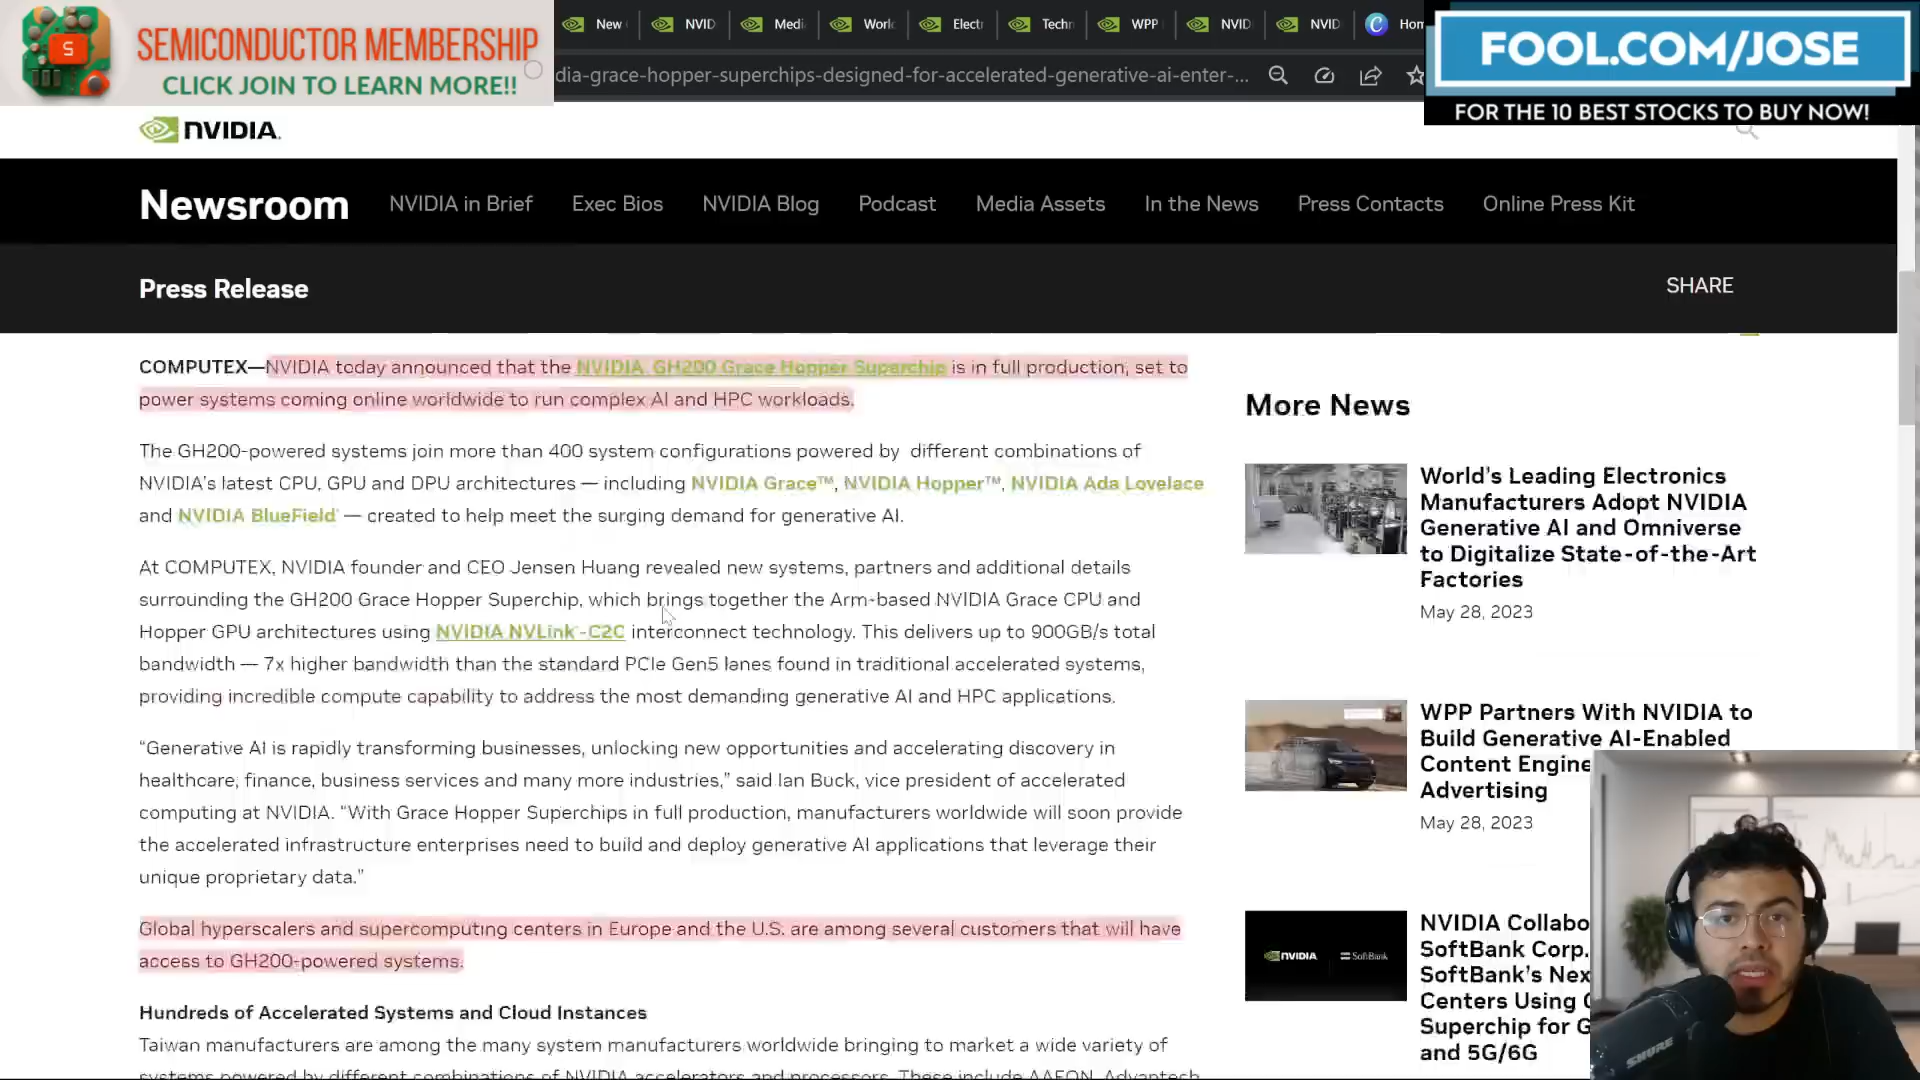 S
SEMICONDUCTOR MEMBERSHIP
CLICK JOIN TO LEARN MORE!!
New
NVID
Medi
Worl
Electr
Techn
WPP
NVID
NVID
C
Hom
dia-grace-hopper-superchips-designed-for-accelerated-generative-ai-enter-...
FOOL.COM/JOSE
FOR THE 10 BEST STOCKS TO BUY NOW!
NVIDIA.
Newsroom
NVIDIA in Brief
Exec Bios
NVIDIA Blog
Podcast
Media Assets
In the News
Press Contacts
Online Press Kit
Press Release
SHARE
COMPUTEX—NVIDIA today announced that the NVIDIA GH200 Grace Hopper Superchip is in full production, set to
power systems coming online worldwide to run complex AI and HPC workloads.
The GH200-powered systems join more than 400 system configurations powered by different combinations of
NVIDIA's latest CPU, GPU and DPU architectures — including NVIDIA Grace™, NVIDIA Hopper™, NVIDIA Ada Lovelace
and NVIDIA BlueField — created to help meet the surging demand for generative AI.
At COMPUTEX, NVIDIA founder and CEO Jensen Huang revealed new systems, partners and additional details
surrounding the GH200 Grace Hopper Superchip, which brings together the Arm-based NVIDIA Grace CPU and
Hopper GPU architectures using NVIDIA NVLink-C2C interconnect technology. This delivers up to 900GB/s total
bandwidth — 7x higher bandwidth than the standard PCIe Gen5 lanes found in traditional accelerated systems,
providing incredible compute capability to address the most demanding generative AI and HPC applications.
“Generative AI is rapidly transforming businesses, unlocking new opportunities and accelerating discovery in
healthcare, finance, business services and many more industries,” said Ian Buck, vice president of accelerated
computing at NVIDIA. “With Grace Hopper Superchips in full production, manufacturers worldwide will soon provide
the accelerated infrastructure enterprises need to build and deploy generative AI applications that leverage their
unique proprietary data.”
Global hyperscalers and supercomputing centers in Europe and the U.S. are among several customers that will have
access to GH200-powered systems.
Hundreds of Accelerated Systems and Cloud Instances
Taiwan manufacturers are among the many system manufacturers worldwide bringing to market a wide variety of
systems powered by different combinations of NVIDIA accelerators and processors. These include AAEON, Advantech
More News
World's Leading Electronics
Manufacturers Adopt NVIDIA
Generative AI and Omniverse
to Digitalize State-of-the-Art
Factories
May 28, 2023
WPP Partners With NVIDIA to
Build Generative AI-Enabled
Content Engine
Advertising
May 28, 2023
NVIDIA
SoftBank
NVIDIA Collabo
SoftBank Corp.
SoftBank's Nex
Centers Using
Superchip for G
and 5G/6G
SHURE